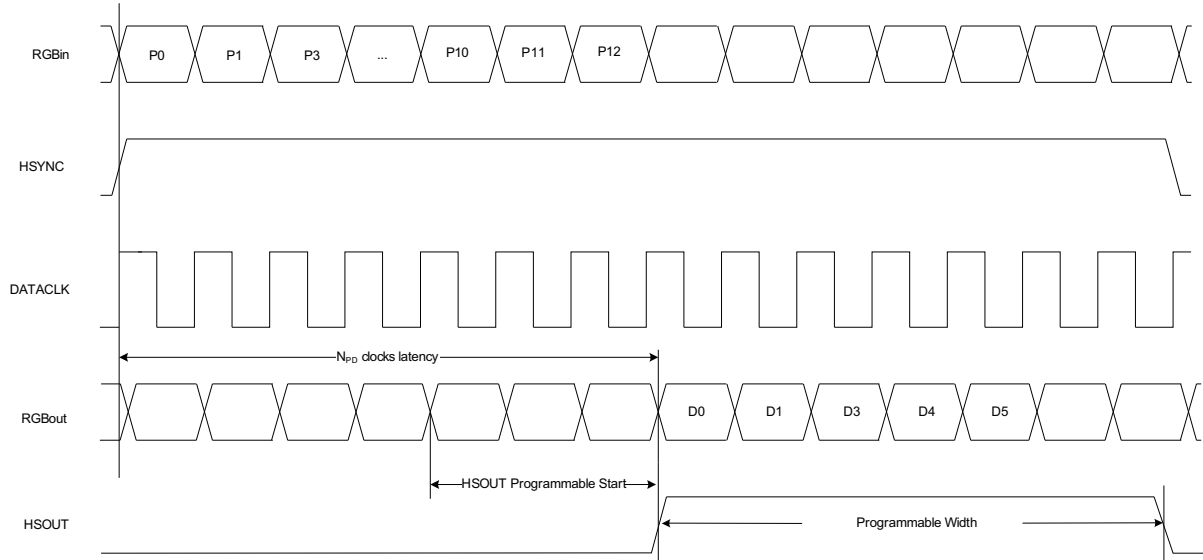 RGBin P0 P1 P3 ... P10 P11 P12
HSYNC
DATACLK
NPD clocks latency
RGBout D0 D1 D3 D4 D5
HSOUT Programmable Start
HSOUT Programmable Width